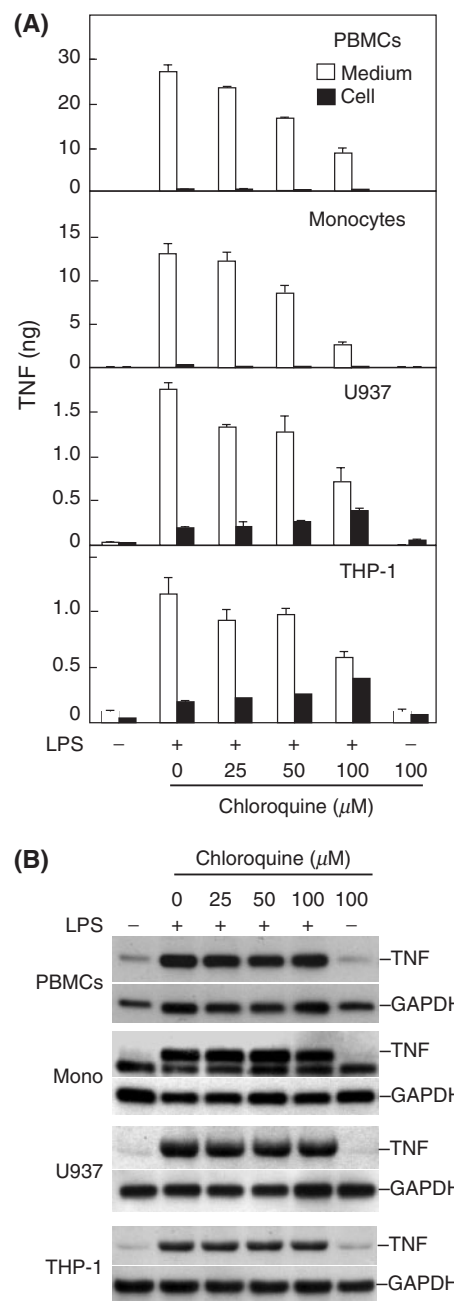 (A)
PBMCs
Medium
Cell
30
20
10
0
Monocytes
15
10
5
0
U937
1.5
1.0
0.5
0
THP-1
1.0
0.5
0
TNF (ng)
LPS – + + + + –
0 25 50 100 100
Chloroquine (μM)
(B)
Chloroquine (μM)
0 25 50 100 100
LPS – + + + + –
PBMCs
–TNF
–GAPDH
Mono
–TNF
–GAPDH
U937
–TNF
–GAPDH
THP-1
–TNF
–GAPDH